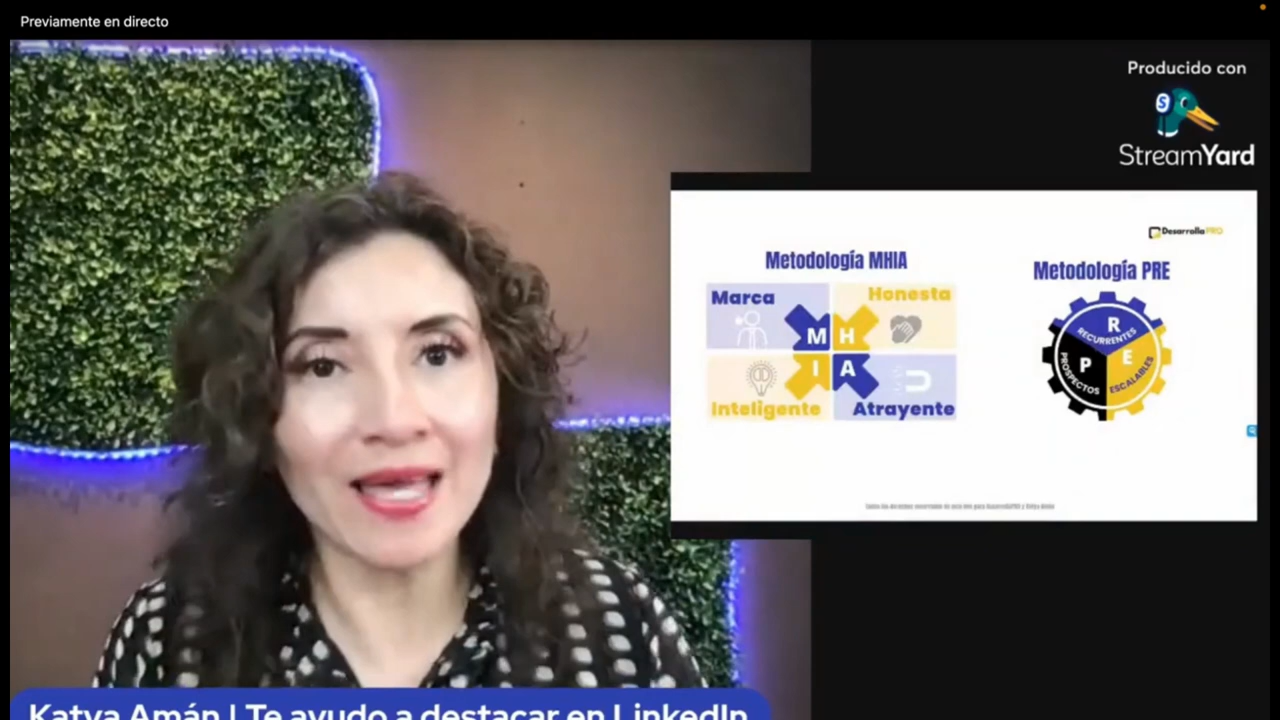 Previamente en directo
Producido con
StreamYard
DesarrollaPRO
Metodología MHIA
Marca
Honesta
M H
I A
Inteligente
Atrayente
Metodología PRE
R
RECURRENTES
P
PROSPECTOS
E
ESCALABLES
Katya Amán | Te ayudo a destacar en LinkedIn